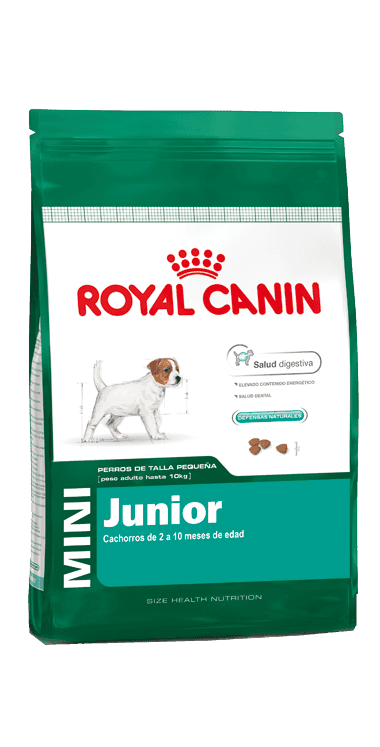 ROYAL CANIN
Salud digestiva
• ELEVADO CONTENIDO ENERGÉTICO
• SALUD DENTAL
DEFENSAS NATURALES
PERROS DE TALLA PEQUEÑA
[peso adulto hasta 10kg]
MINI
Junior
Cachorros de 2 a 10 meses de edad
SIZE HEALTH NUTRITION